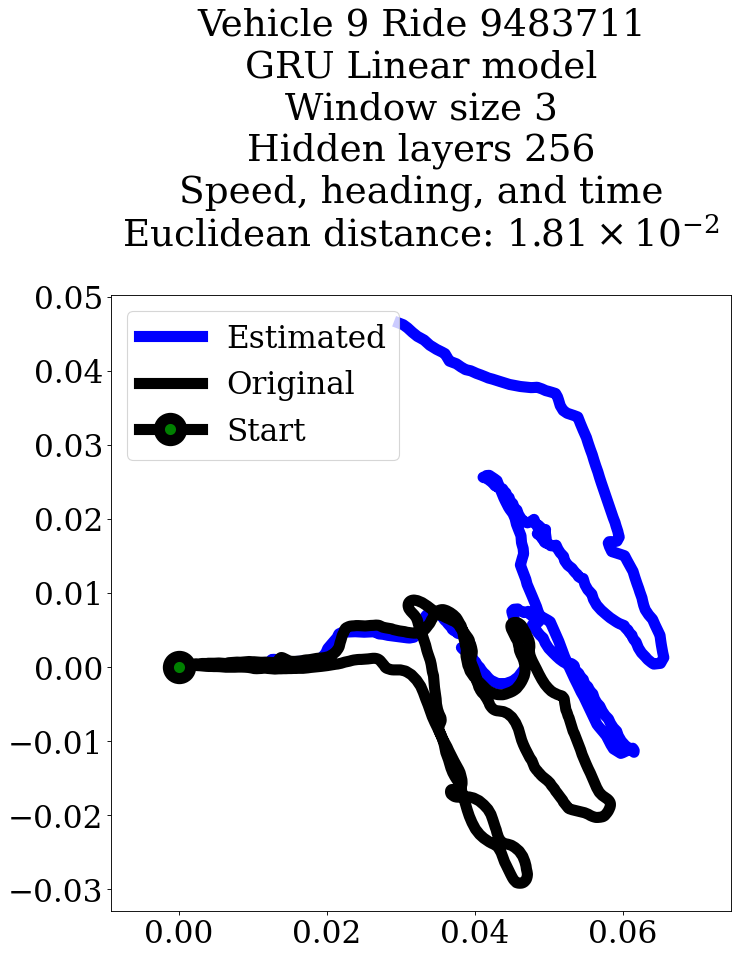 Vehicle 9 Ride 9483711
GRU Linear model
Window size 3
Hidden layers 256
Speed, heading, and time
Euclidean distance: 1.81 × 10⁻²
Estimated
Original
Start
0.05
0.04
0.03
0.02
0.01
0.00
−0.01
−0.02
−0.03
0.00 0.02 0.04 0.06